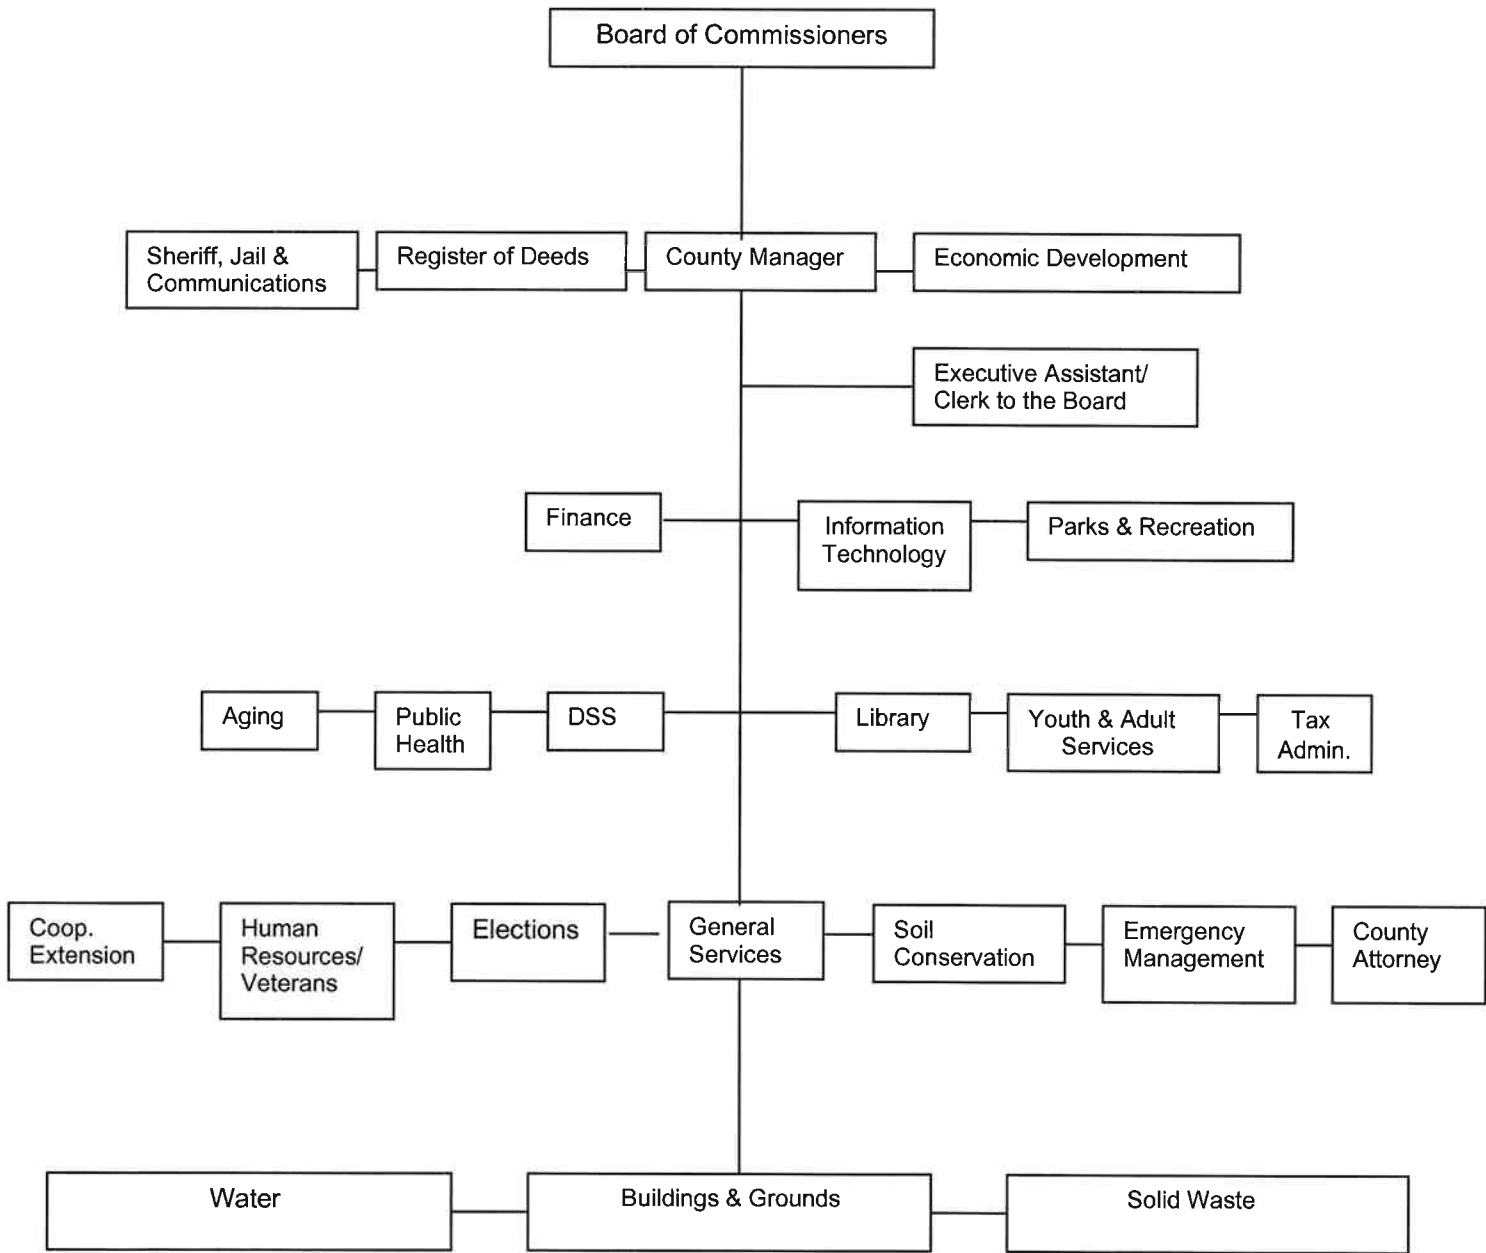 Board of Commissioners
Sheriff, Jail &
Communications
Register of Deeds
County Manager
Economic Development
Executive Assistant/
Clerk to the Board
Finance
Information
Technology
Parks & Recreation
Aging
Public
Health
DSS
Library
Youth & Adult
Services
Tax
Admin.
Coop.
Extension
Human
Resources/
Veterans
Elections
General
Services
Soil
Conservation
Emergency
Management
County
Attorney
Water
Buildings & Grounds
Solid Waste